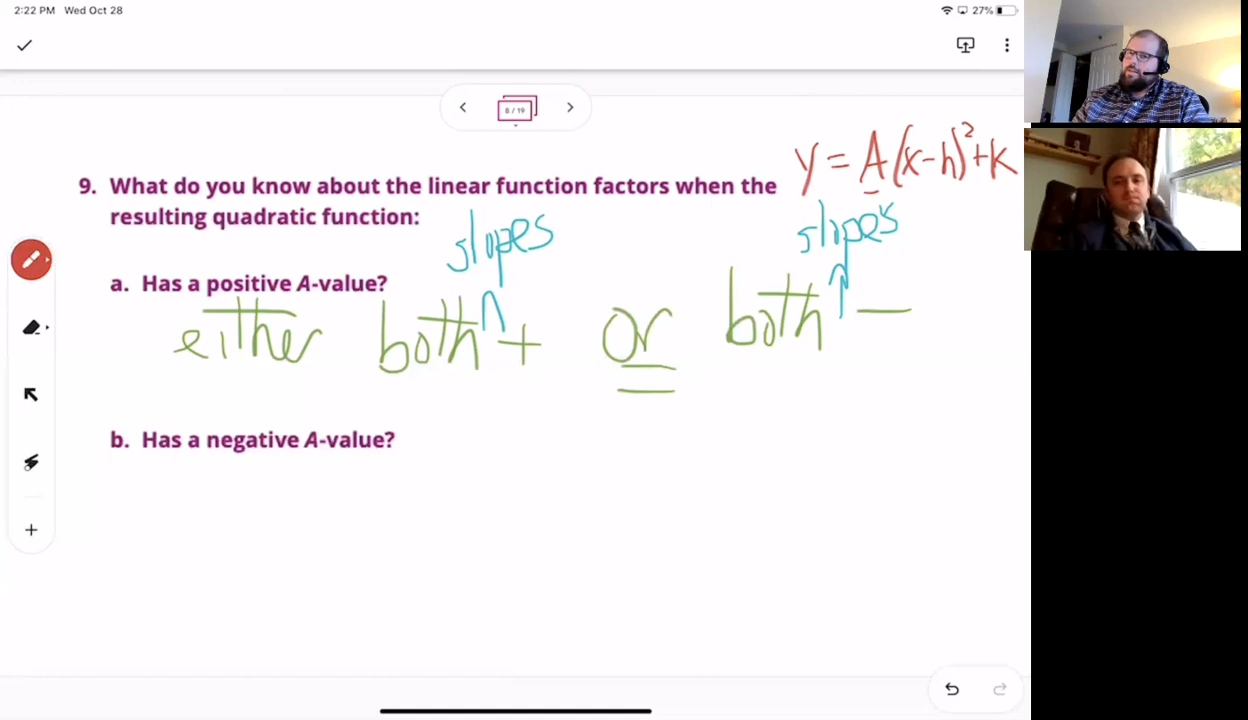 2:22 PM Wed Oct 28
27%
8 / 19
y = A(x-h)²+k
9. What do you know about the linear function factors when the
resulting quadratic function:
slopes slopes
a. Has a positive A-value?
either both + or both −
b. Has a negative A-value?